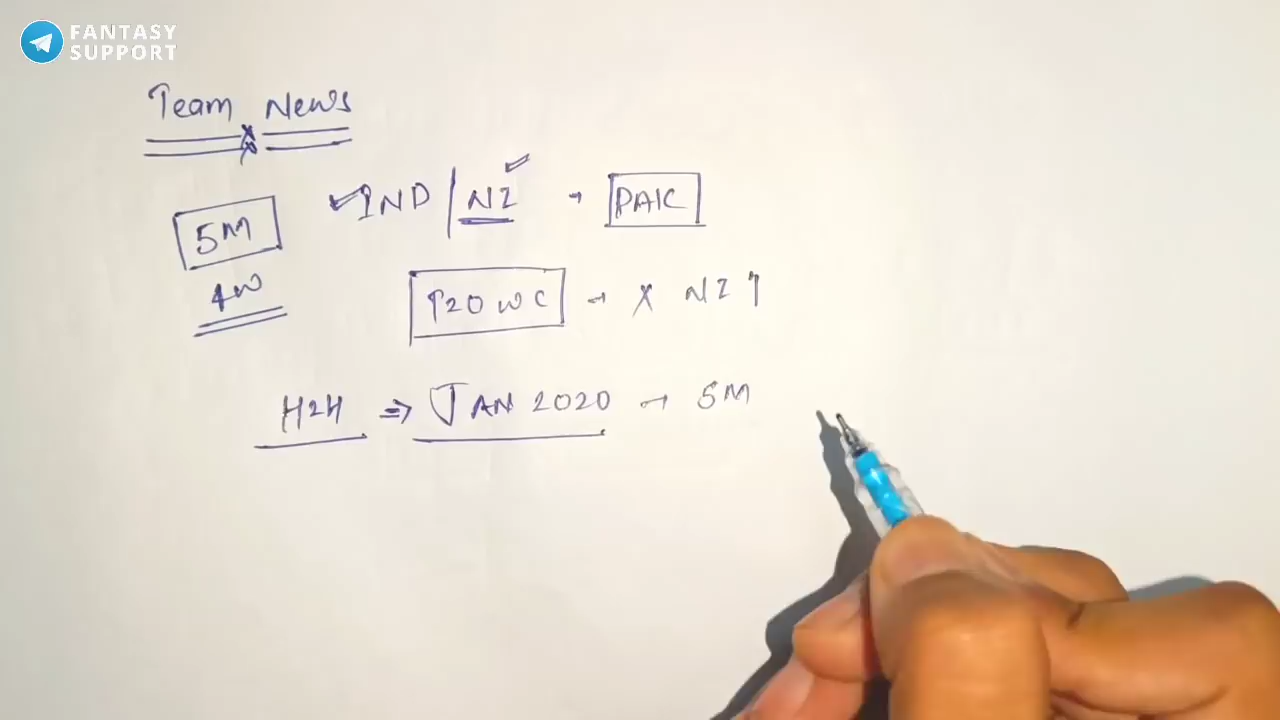 FANTASY
SUPPORT
Team News
5M
✓IND / NZ ✓ → PAK
4W
T20 WC → X NZ ↑
H2H ⇒ JAN 2020 → 5M